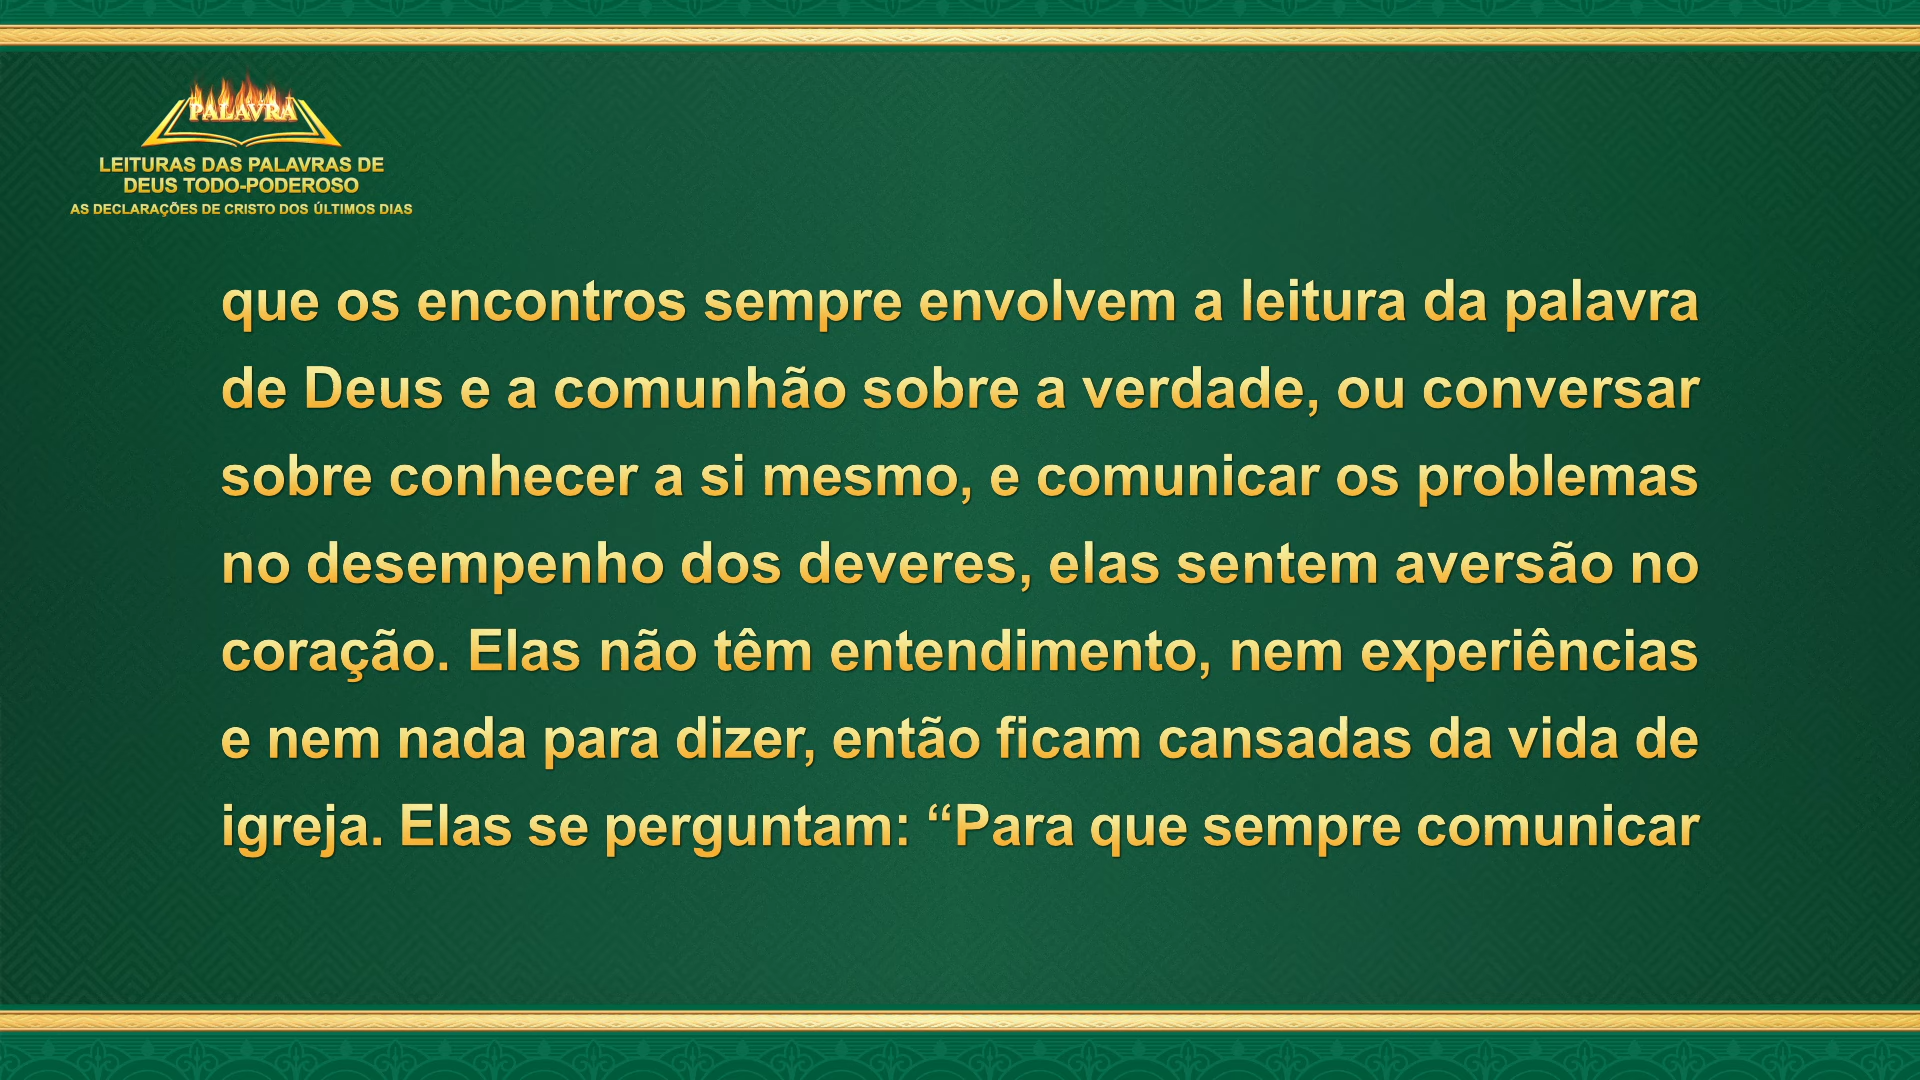 PALAVRA
LEITURAS DAS PALAVRAS DE
DEUS TODO-PODEROSO
AS DECLARAÇÕES DE CRISTO DOS ÚLTIMOS DIAS
que os encontros sempre envolvem a leitura da palavra
de Deus e a comunhão sobre a verdade, ou conversar
sobre conhecer a si mesmo, e comunicar os problemas
no desempenho dos deveres, elas sentem aversão no
coração. Elas não têm entendimento, nem experiências
e nem nada para dizer, então ficam cansadas da vida de
igreja. Elas se perguntam: “Para que sempre comunicar